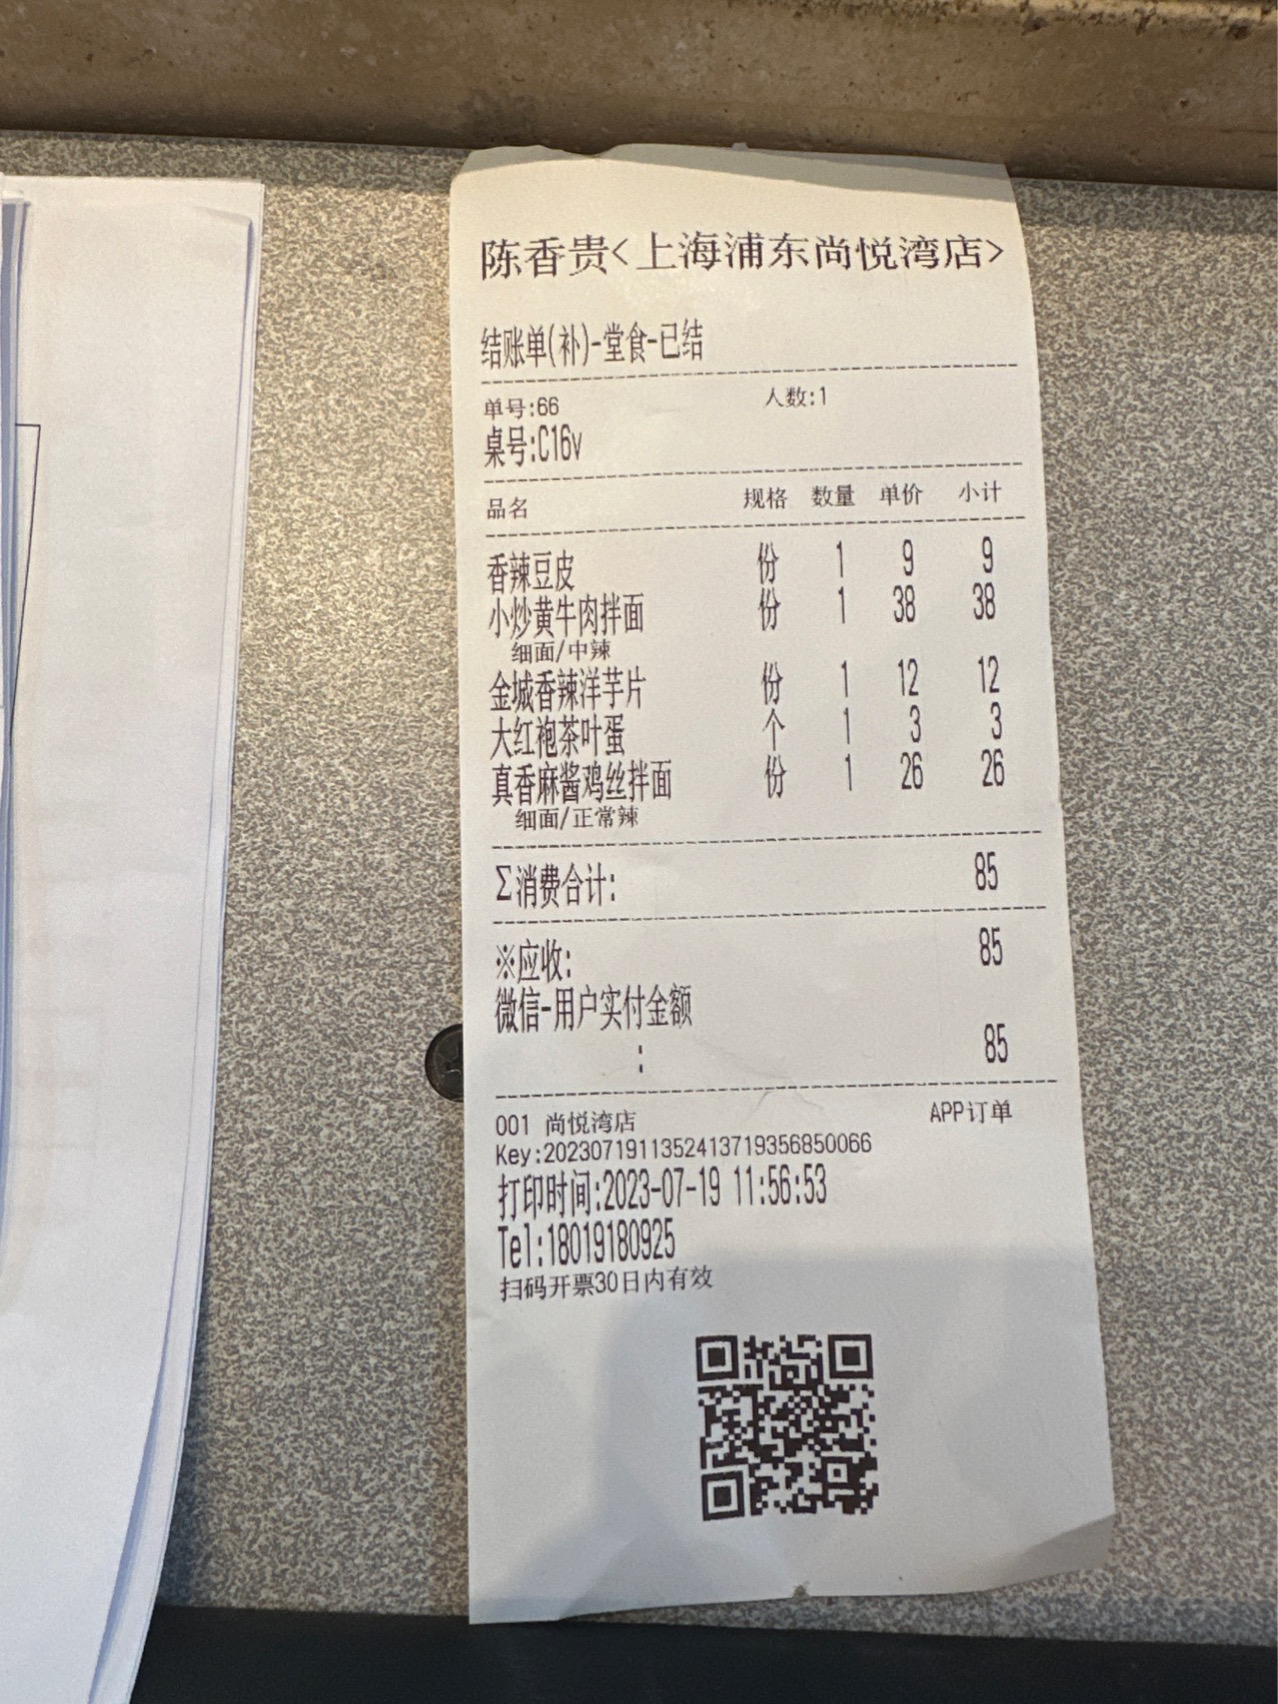 陈香贵<上海浦东尚悦湾店>
结账单(补)-堂食-已结
单号:66 人数:1
桌号:C16v
品名 规格 数量 单价 小计
香辣豆皮 份 1 9 9
小炒黄牛肉拌面 份 1 38 38
细面/中辣
金城香辣洋芋片 份 1 12 12
大红袍茶叶蛋 个 1 3 3
真香麻酱鸡丝拌面 份 1 26 26
细面/正常辣
Σ消费合计: 85
※应收: 85
微信-用户实付金额
: 85
001 尚悦湾店 APP订单
Key:202307191135241371935685​0066
打印时间:2023-07-19 11:56:53
Tel:18019180925
扫码开票30日内有效